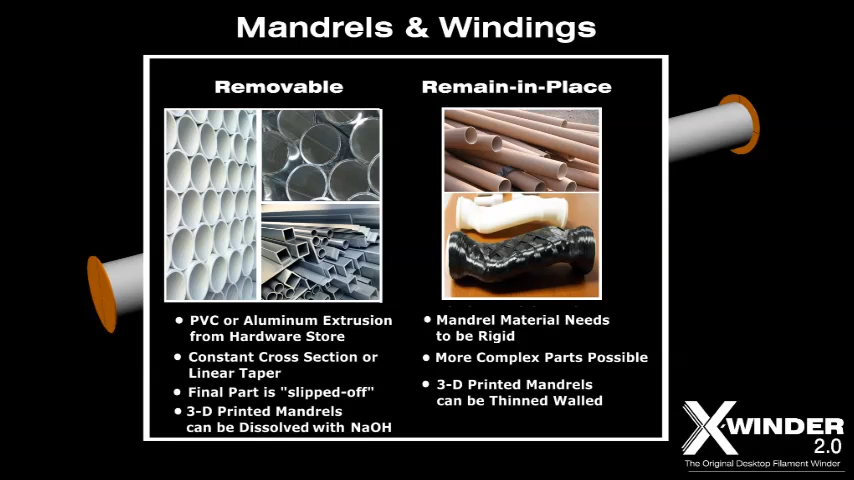 Mandrels & Windings
Removable
• PVC or Aluminum Extrusion
from Hardware Store
• Constant Cross Section or
Linear Taper
• Final Part is "slipped-off"
• 3-D Printed Mandrels
can be Dissolved with NaOH
Remain-in-Place
• Mandrel Material Needs
to be Rigid
• More Complex Parts Possible
• 3-D Printed Mandrels
can be Thinned Walled
X-WINDER
2.0
The Original Desktop Filament Winder